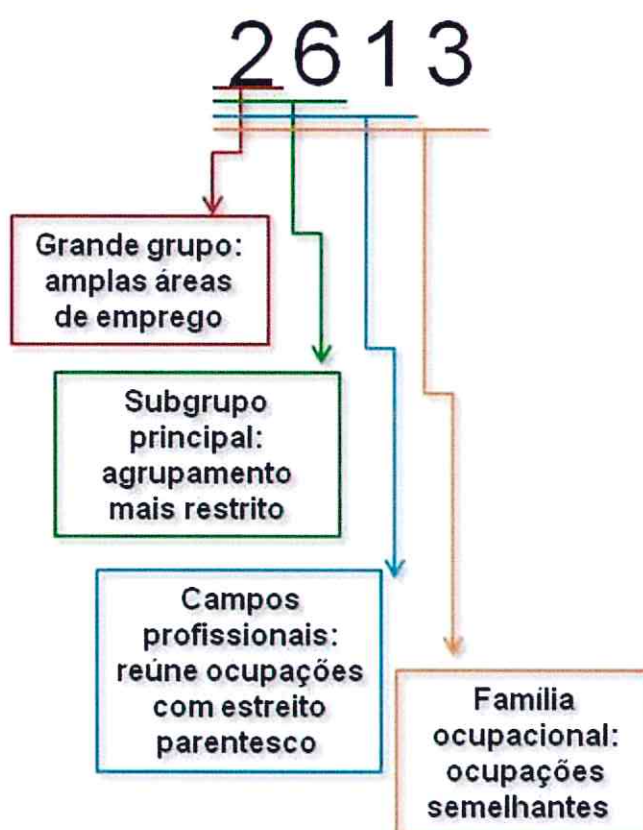 2613
Grande grupo:
amplas áreas
de emprego
Subgrupo
principal:
agrupamento
mais restrito
Campos
profissionais:
reúne ocupações
com estreito
parentesco
Família
ocupacional:
ocupações
semelhantes